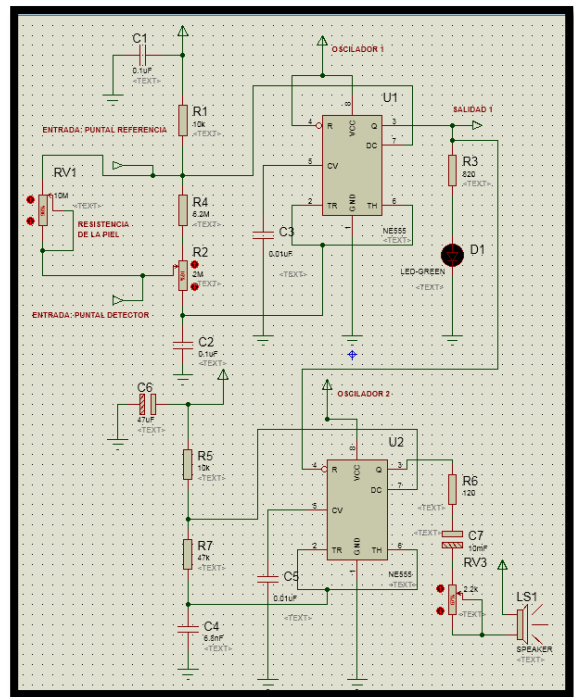 C1
0.1uF
<TEXT>
OSCILADOR 1
R1
10k
<TEXT>
ENTRADA: PUNTAL REFERENCIA
U1
4
R
8
VCC
Q
3
DC
7
5
CV
2
TR
GND
1
TH
6
NE555
<TEXT>
SALIDAD 1
R3
820
<TEXT>
RV1
10M
<TEXT>
RESISTENCIA
DE LA PIEL
R4
8.2M
<TEXT>
R2
2M
<TEXT>
C3
0.01uF
<TEXT>
D1
LED-GREEN
<TEXT>
ENTRADA: PUNTAL DETECTOR
C2
0.1uF
<TEXT>
C6
47uF
<TEXT>
OSCILADOR 2
R5
10k
<TEXT>
U2
4
R
8
VCC
Q
3
DC
7
5
CV
2
TR
GND
1
TH
6
NE555
<TEXT>
R6
120
<TEXT>
C7
10mF
<TEXT>
R7
47k
<TEXT>
C5
0.01uF
<TEXT>
RV3
2.2k
<TEXT>
LS1
SPEAKER
<TEXT>
C4
6.8nF
<TEXT>